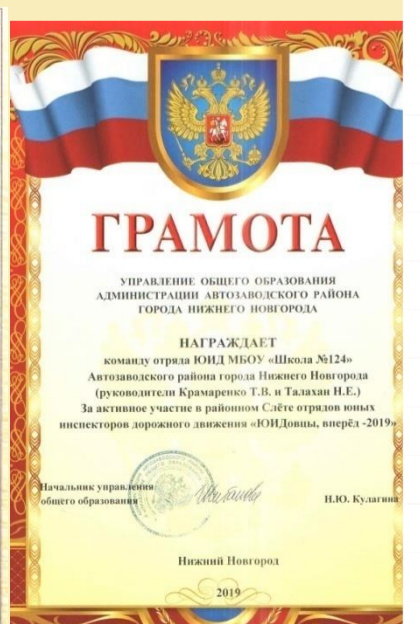 ГРАМОТА
УПРАВЛЕНИЕ ОБЩЕГО ОБРАЗОВАНИЯ
АДМИНИСТРАЦИИ АВТОЗАВОДСКОГО РАЙОНА
ГОРОДА НИЖНЕГО НОВГОРОДА
НАГРАЖДАЕТ
команду отряда ЮИД МБОУ «Школа №124»
Автозаводского района города Нижнего Новгорода
(руководители Крамаренко Т.В. и Талахан Н.Е.)
За активное участие в районном Слёте отрядов юных
инспекторов дорожного движения «ЮИДовцы, вперёд -2019»
Начальник управления
общего образования
Н.Ю. Кулагина
Нижний Новгород
2019